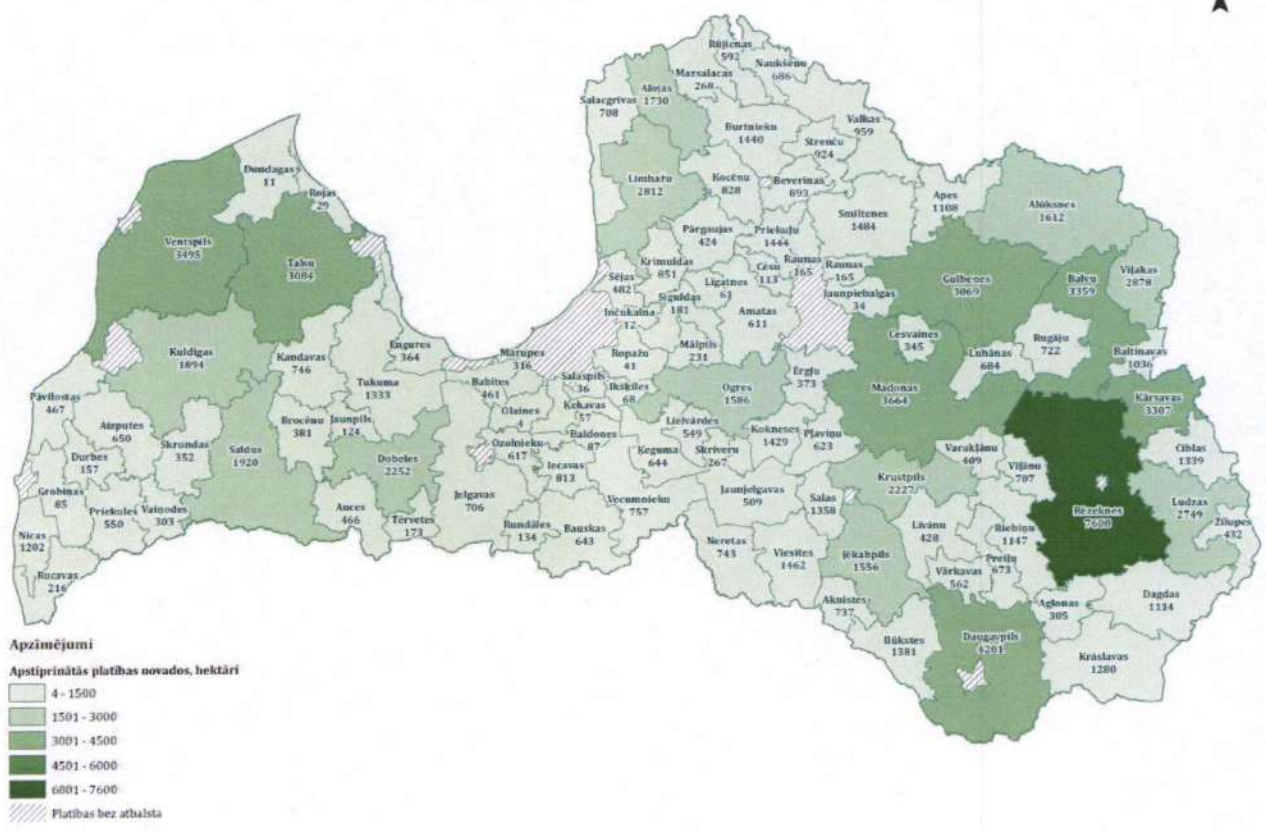 Rūjienas
592
Naukšēnu
686
Mazsalacas
268
Alojas
1730
Salacgrīvas
708
Burtnieku
1440
Valkas
959
Strenču
924
Limbažu
2812
Kocēnu
828
Beverīnas
893
Smiltenes
1484
Apes
1108
Alūksnes
1612
Dundagas
11
Rojas
29
Ventspils
3495
Talsu
3084
Pārgaujas
424
Priekuļu
1444
Krimuldas
851
Cēsu
113
Raunas
165
Raunas
165
Sējas
482
Līgatnes
61
Siguldas
181
Jaunpiebalgas
34
Gulbenes
3069
Balvu
3359
Viļakas
2878
Inčukalna
12
Amatas
611
Cesvaines
345
Rugāju
722
Baltinavas
1036
Lubānas
684
Engures
364
Mārupes
316
Ropažu
41
Mālpils
231
Kuldīgas
1894
Kandavas
746
Tukuma
1333
Babītes
461
Salaspils
36
Ikšķiles
68
Ogres
1586
Ērgļu
373
Madonas
3664
Kārsavas
3307
Pāvilostas
467
Aizputes
650
Skrundas
352
Saldus
1920
Brocēnu
381
Jaunpils
124
Olaines
4
Ķekavas
57
Lielvārdes
549
Kokneses
1429
Pļaviņu
623
Durbes
157
Dobeles
2252
Ozolnieku
617
Baldones
87
Ķeguma
644
Skrīveru
267
Varakļānu
409
Viļānu
707
Ciblas
1339
Grobiņas
85
Priekules
550
Vaiņodes
303
Auces
466
Tērvetes
173
Jelgavas
706
Iecavas
813
Vecumnieku
757
Jaunjelgavas
509
Salas
1358
Krustpils
2227
Līvānu
428
Riebiņu
1147
Rēzeknes
7600
Ludzas
2749
Zilupes
432
Nīcas
1202
Rucavas
216
Rundāles
134
Bauskas
643
Neretas
743
Viesītes
1462
Jēkabpils
1556
Vārkavas
562
Preiļu
673
Aknīstes
737
Aglonas
305
Dagdas
1114
Ilūkstes
1381
Daugavpils
4201
Krāslavas
1280
Apzīmējumi
Apstiprinātās platības novados, hektāri
4 - 1500
1501 - 3000
3001 - 4500
4501 - 6000
6001 - 7600
Platības bez atbalsta